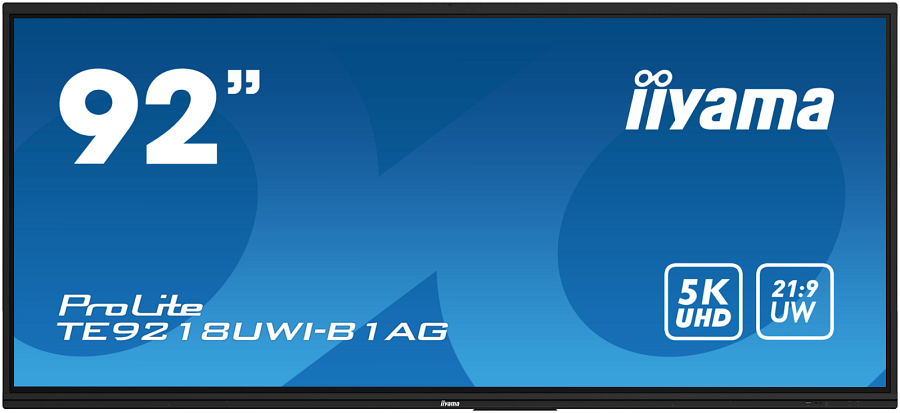 92”
iiyama
ProLite
TE9218UWI-B1AG
5K
UHD
21:9
UW
iiyama